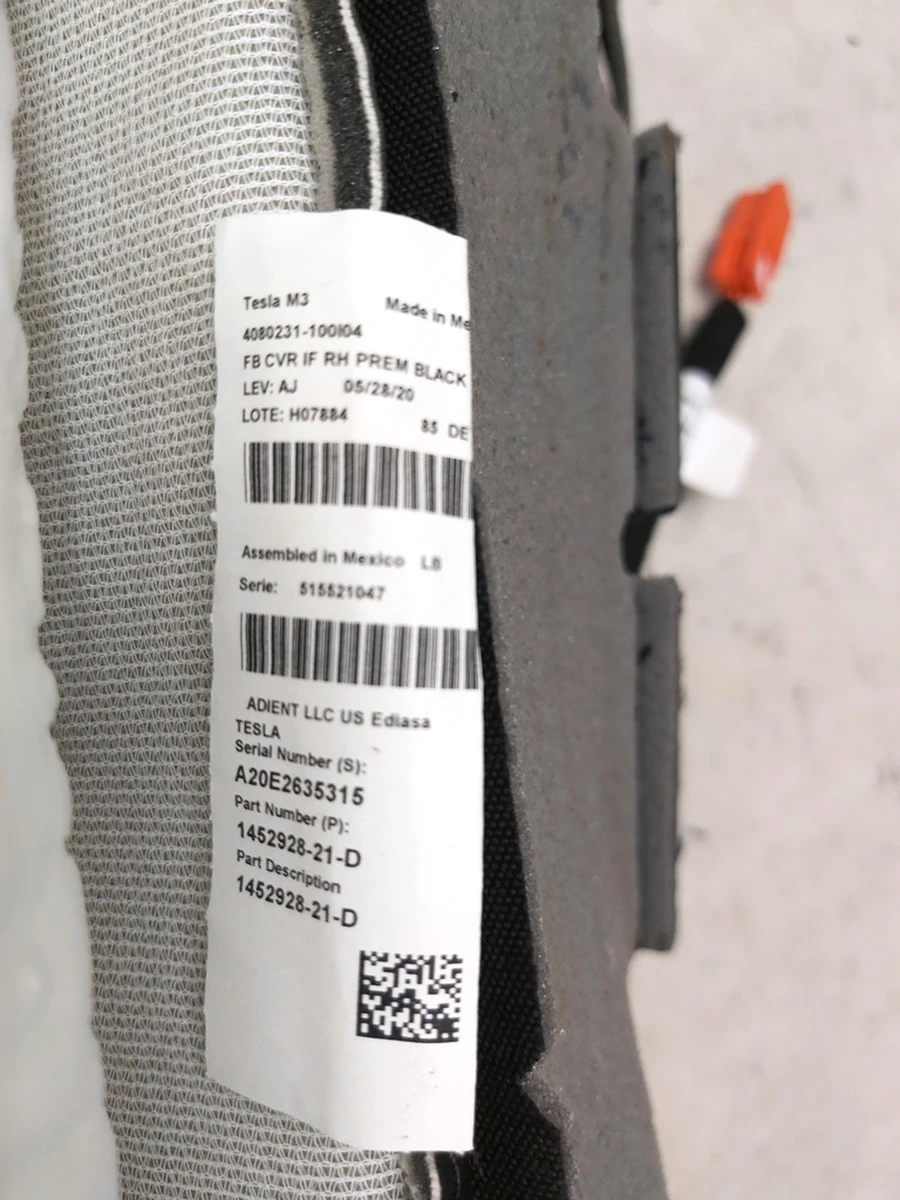 Tesla M3 Made in Me
4080231-100I04
FB CVR IF RH PREM BLACK
LEV: AJ 05/28/20
LOTE: H07884 85 DE
Assembled in Mexico LB
Serie: 515521047
ADIENT LLC US Edlasa
TESLA
Serial Number (S):
A20E2635315
Part Number (P):
1452928-21-D
Part Description
1452928-21-D